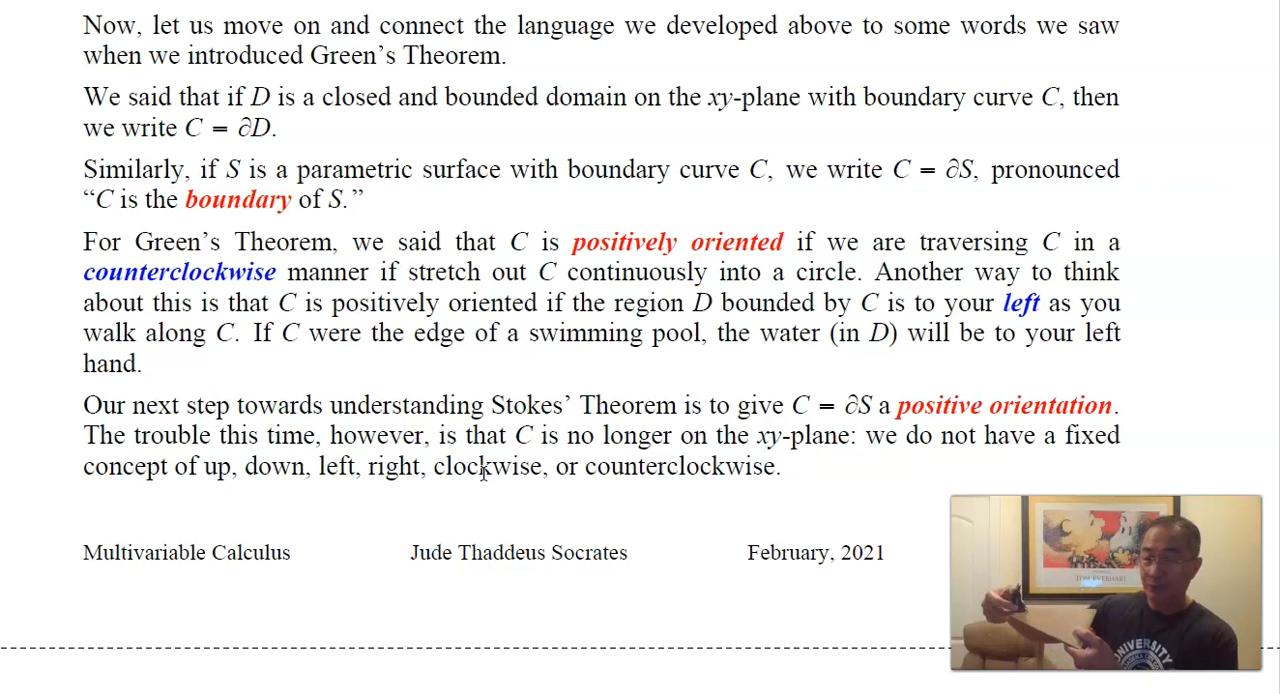 Now, let us move on and connect the language we developed above to some words we saw
when we introduced Green’s Theorem.
We said that if D is a closed and bounded domain on the xy-plane with boundary curve C, then
we write C = ∂D.
Similarly, if S is a parametric surface with boundary curve C, we write C = ∂S, pronounced
“C is the boundary of S.”
For Green’s Theorem, we said that C is positively oriented if we are traversing C in a
counterclockwise manner if stretch out C continuously into a circle. Another way to think
about this is that C is positively oriented if the region D bounded by C is to your left as you
walk along C. If C were the edge of a swimming pool, the water (in D) will be to your left
hand.
Our next step towards understanding Stokes’ Theorem is to give C = ∂S a positive orientation.
The trouble this time, however, is that C is no longer on the xy-plane: we do not have a fixed
concept of up, down, left, right, clockwise, or counterclockwise.
Multivariable Calculus Jude Thaddeus Socrates February, 2021
TOM EVERHART
UNIVERSITY